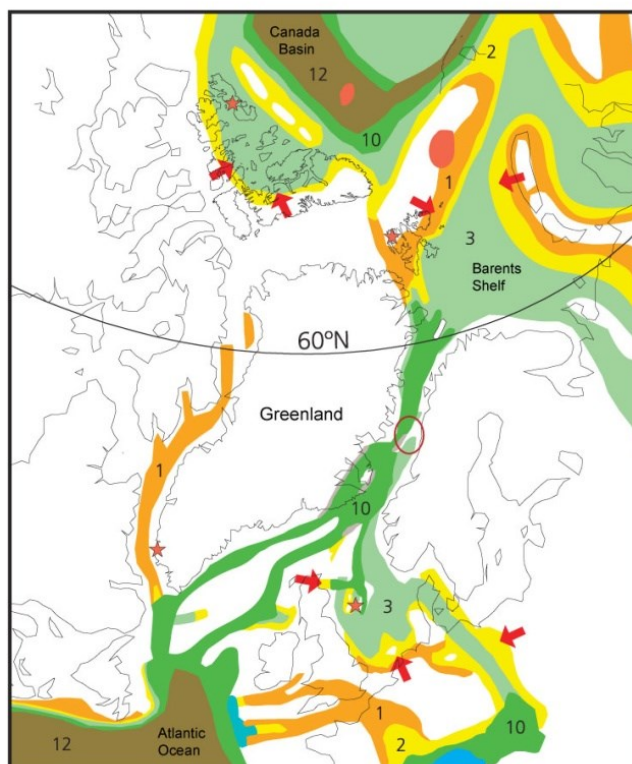 Canada
Basin
12
2
10
1
3
Barents
Shelf
60ºN
Greenland
1
10
3
1
10
2
12
Atlantic
Ocean